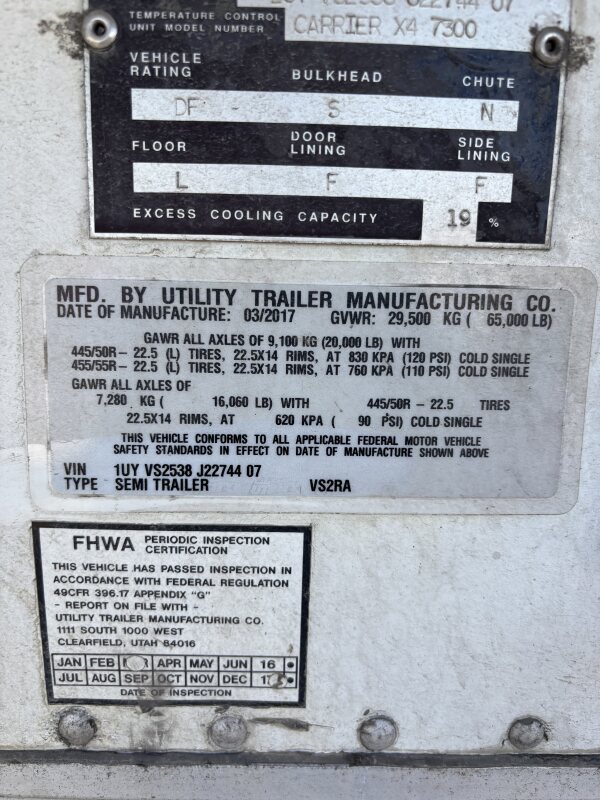 TEMPERATURE CONTROL
UNIT MODEL NUMBER CARRIER X4 7300
VEHICLE RATING BULKHEAD CHUTE
DF S N
FLOOR DOOR LINING SIDE LINING
L F F
EXCESS COOLING CAPACITY 19 %
MFD. BY UTILITY TRAILER MANUFACTURING CO.
DATE OF MANUFACTURE: 03/2017 GVWR: 29,500 KG ( 65,000 LB)
GAWR ALL AXLES OF 9,100 KG (20,000 LB) WITH
445/50R- 22.5 (L) TIRES, 22.5X14 RIMS, AT 830 KPA (120 PSI) COLD SINGLE
455/55R- 22.5 (L) TIRES, 22.5X14 RIMS, AT 760 KPA (110 PSI) COLD SINGLE
GAWR ALL AXLES OF
7,280 KG ( 16,060 LB) WITH 445/50R- 22.5 TIRES
22.5X14 RIMS, AT 620 KPA ( 90 PSI) COLD SINGLE
THIS VEHICLE CONFORMS TO ALL APPLICABLE FEDERAL MOTOR VEHICLE
SAFETY STANDARDS IN EFFECT ON DATE OF MANUFACTURE SHOWN ABOVE
VIN 1UY VS2538 J22744 07
TYPE SEMI TRAILER VS2RA
FHWA PERIODIC INSPECTION
CERTIFICATION
THIS VEHICLE HAS PASSED INSPECTION IN
ACCORDANCE WITH FEDERAL REGULATION
49CFR 396.17 APPENDIX "G"
- REPORT ON FILE WITH -
UTILITY TRAILER MANUFACTURING CO.
1111 SOUTH 1000 WEST
CLEARFIELD, UTAH 84016
JAN FEB APR MAY JUN 16
JUL AUG SEP OCT NOV DEC 17
DATE OF INSPECTION